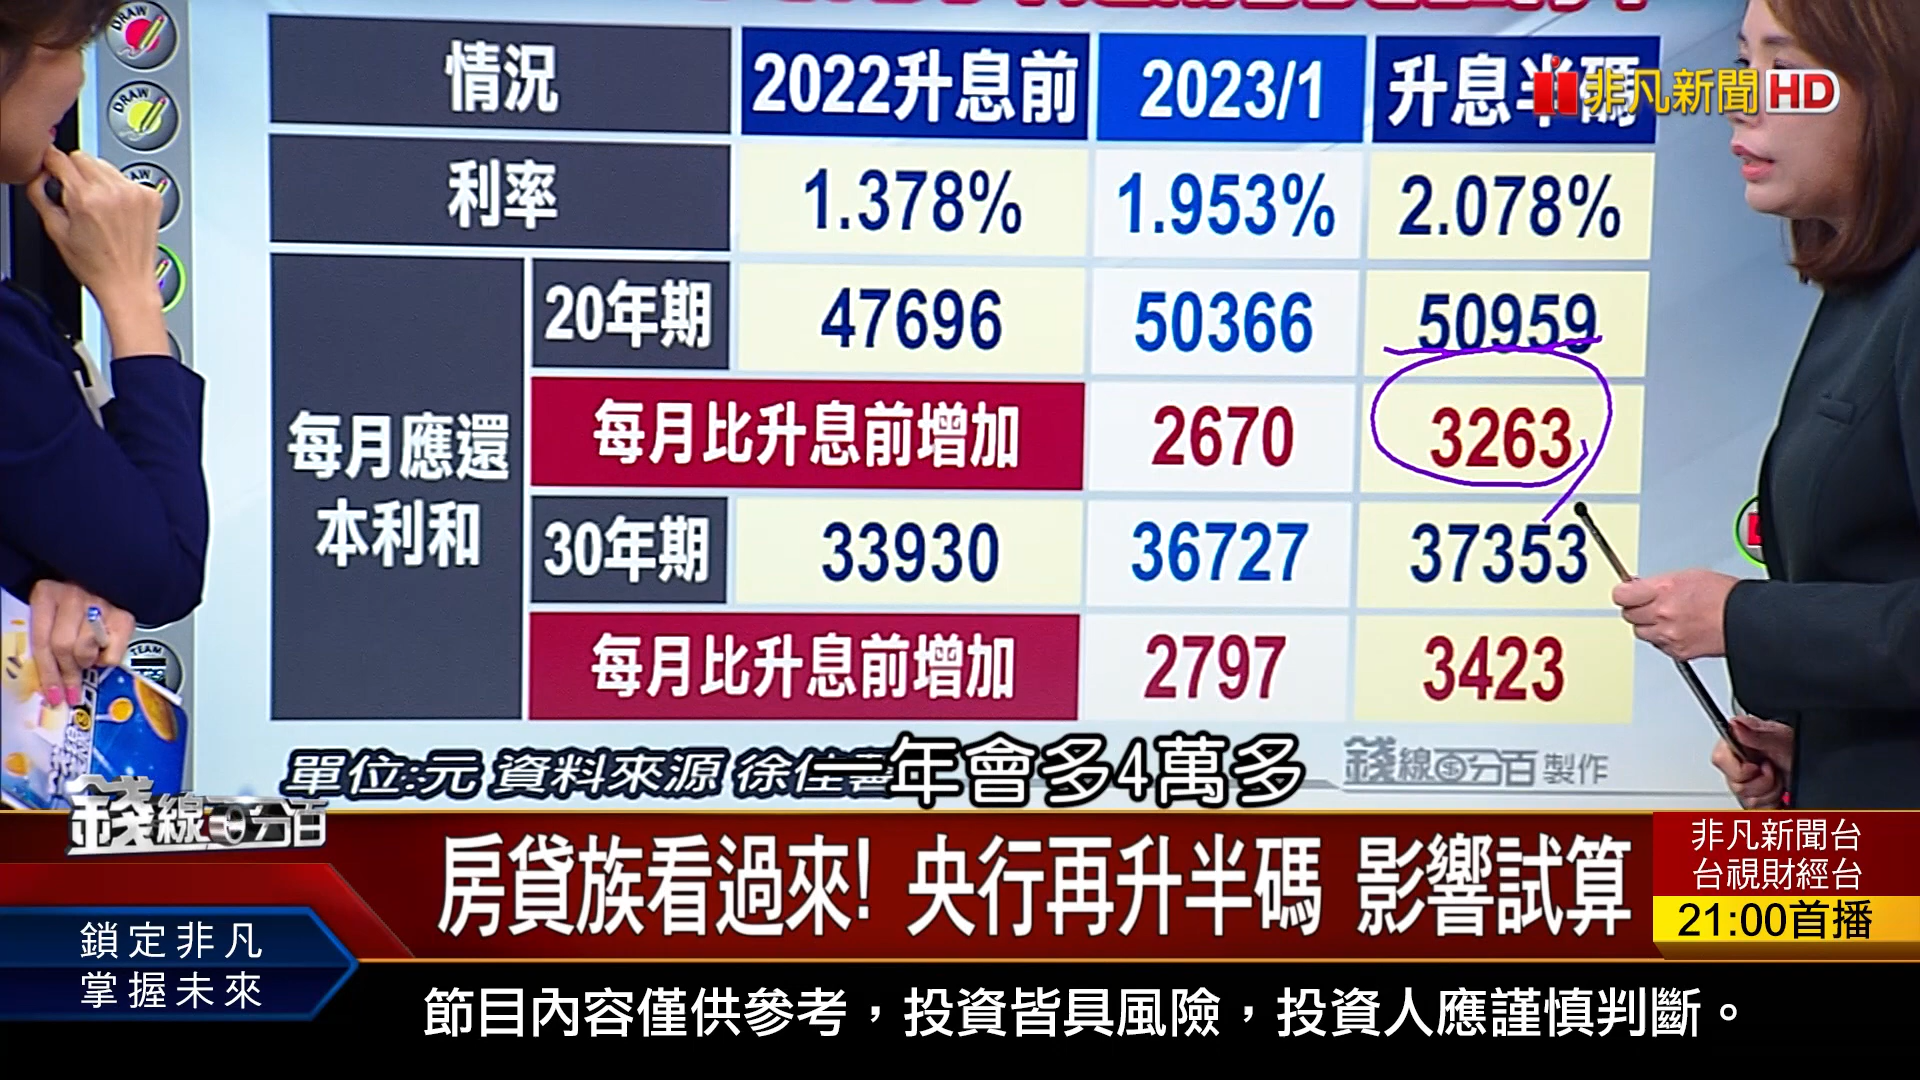 DRAW
DRAW
情況 2022升息前 2023/1 升息半碼
非凡新聞HD
利率 1.378% 1.953% 2.078%
每月應還
本利和
20年期 47696 50366 50959
每月比升息前增加 2670 3263
30年期 33930 36727 37353
每月比升息前增加 2797 3423
TEAM
單位:元 資料來源 徐佳馨
錢線百分百製作
一年會多4萬多
錢線百分百
房貸族看過來! 央行再升半碼 影響試算
非凡新聞台
台視財經台
21:00首播
鎖定非凡
掌握未來
節目內容僅供參考，投資皆具風險，投資人應謹慎判斷。